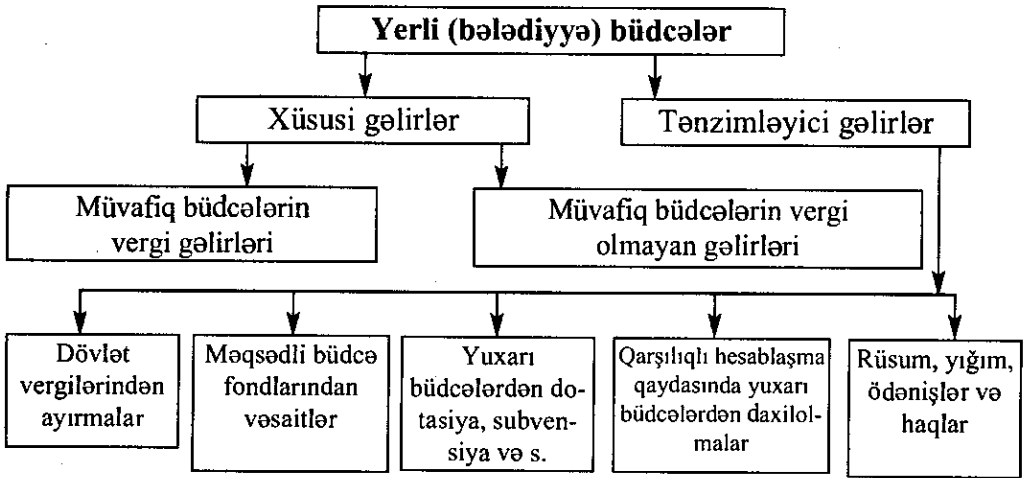 Yerli (bələdiyyə) büdcələr
Xüsusi gəlirlər
Tənzimləyici gəlirlər
Müvafiq büdcələrin
vergi gəlirləri
Müvafiq büdcələrin vergi
olmayan gəlirləri
Dövlət
vergilərindən
ayırmalar
Məqsədli büdcə
fondlarından
vəsaitlər
Yuxarı
büdcələrdən do-
tasiya, subven-
siya və s.
Qarşılıqlı hesablaşma
qaydasında yuxarı
büdcələrdən daxilol-
malar
Rüsum, yığım,
ödənişlər və
haqlar